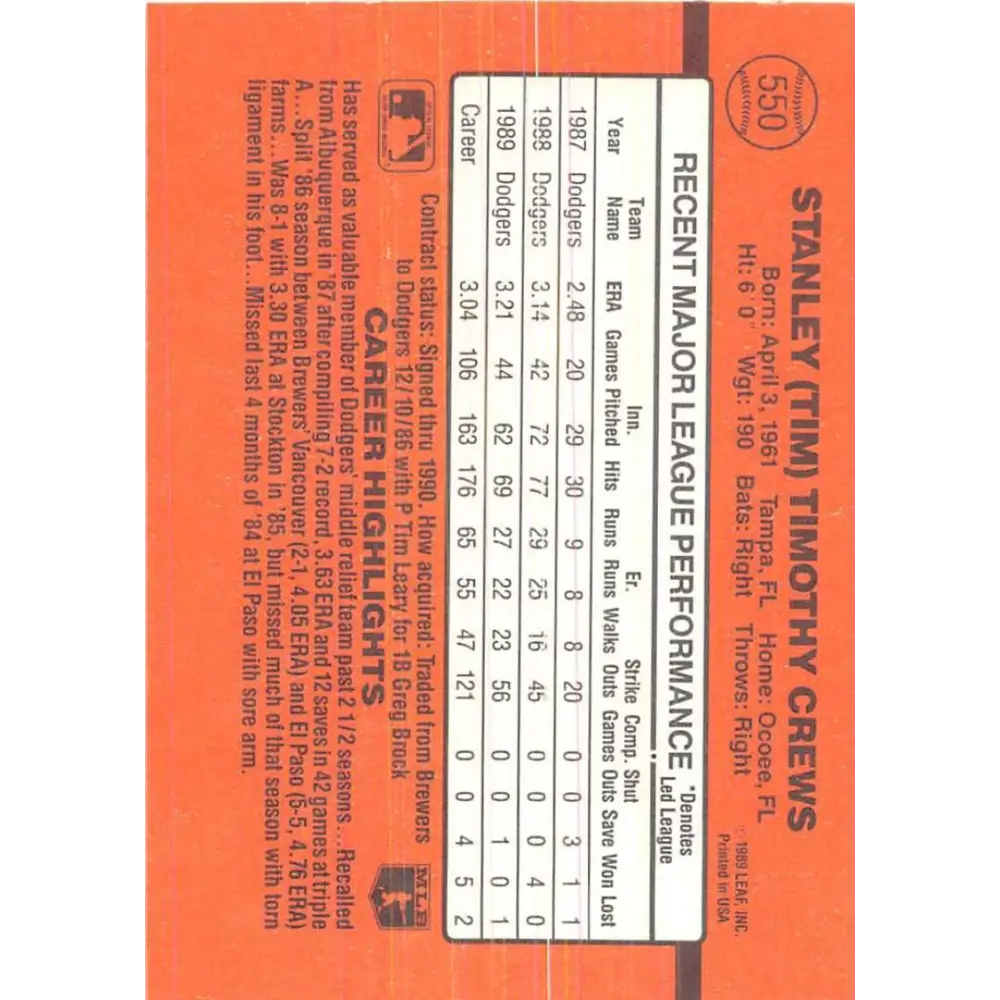 550
STANLEY (TIM) TIMOTHY CREWS
Born: April 3, 1961 Tampa, FL Home: Ocoee, FL
Ht: 6' 0" Wgt: 190 Bats: Right Throws: Right
© 1989 LEAF, INC.
Printed in USA
RECENT MAJOR LEAGUE PERFORMANCE
*Denotes
Led League
Team Inn. Er. Strike Comp. Shut
Year Name ERA Games Pitched Hits Runs Runs Walks Outs Games Outs Save Won Lost
1987 Dodgers 2.48 20 29 30 9 8 8 20 0 0 3 1 1
1988 Dodgers 3.14 42 72 77 29 25 16 45 0 0 0 4 0
1989 Dodgers 3.21 44 62 69 27 22 23 56 0 0 1 0 1
Career 3.04 106 163 176 65 55 47 121 0 0 4 5 2
Contract status: Signed thru 1990. How acquired: Traded from Brewers
to Dodgers 12/10/86 with P Tim Leary for 1B Greg Brock
MLB
CAREER HIGHLIGHTS
Has served as valuable member of Dodgers' middle relief team past 2 1/2 seasons...Recalled
from Albuquerque in '87 after compiling 7-2 record, 3.63 ERA and 12 saves in 42 games at triple
A... Split '86 season between Brewers' Vancouver (2-1, 4.05 ERA) and El Paso (5-5, 4.76 ERA)
farms... Was 8-1 with 3.30 ERA at Stockton in '85, but missed much of that season with torn
ligament in his foot...Missed last 4 months of '84 at El Paso with sore arm.